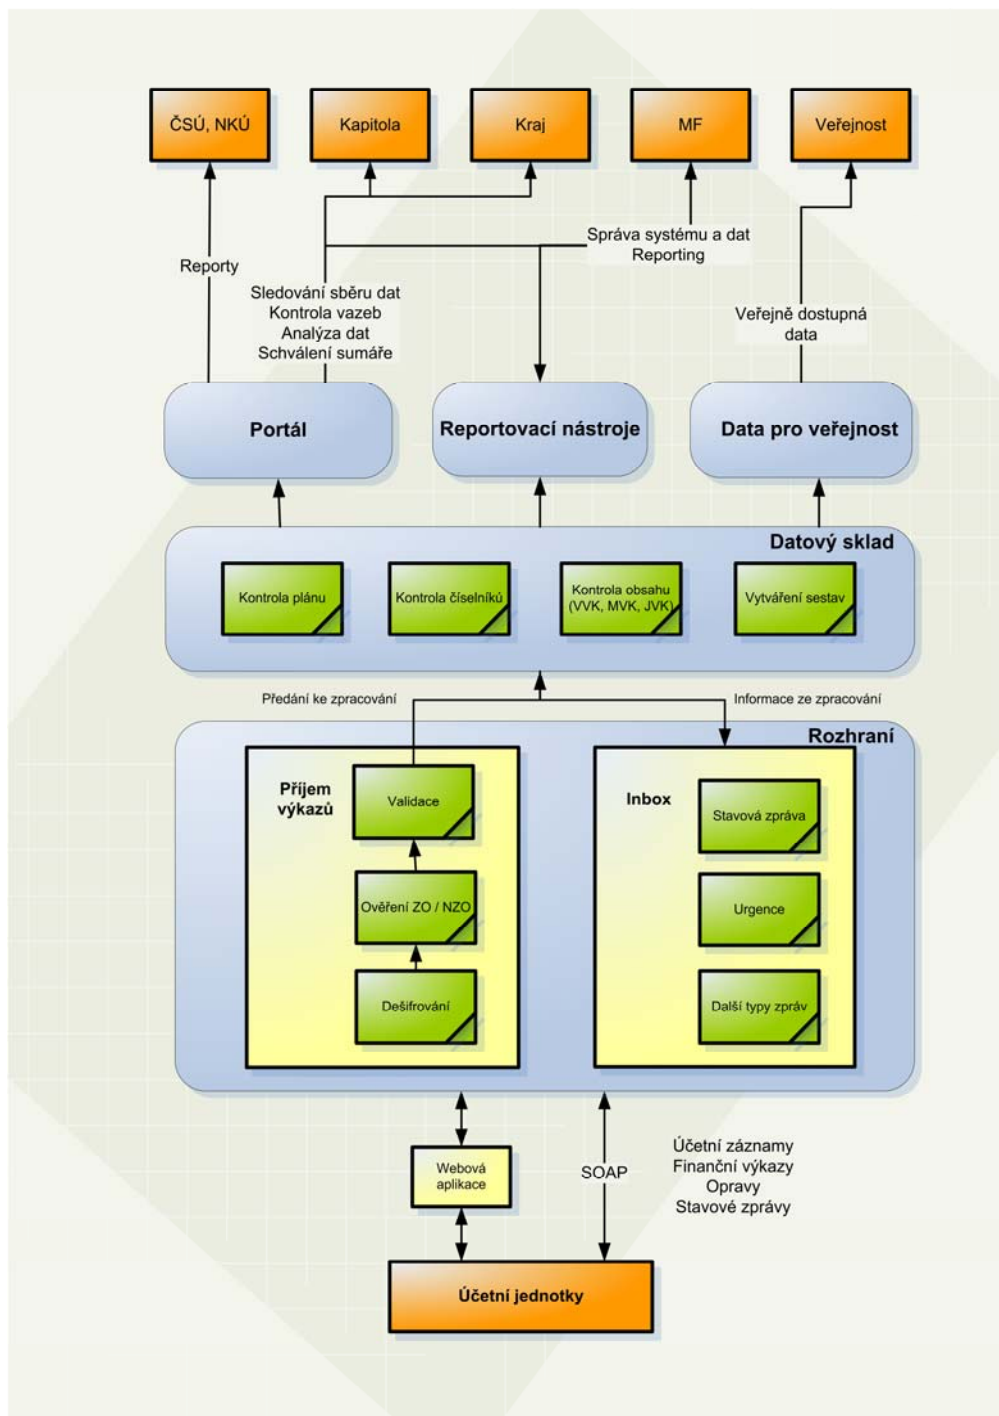 ČSÚ, NKÚ
Kapitola
Kraj
MF
Veřejnost
Správa systému a dat
Reporting
Reporty
Sledování sběru dat
Kontrola vazeb
Analýza dat
Schválení sumáře
Veřejně dostupná
data
Portál
Reportovací nástroje
Data pro veřejnost
Datový sklad
Kontrola plánu
Kontrola číselníků
Kontrola obsahu
(VVK, MVK, JVK)
Vytváření sestav
Předání ke zpracování
Informace ze zpracování
Rozhraní
Příjem
výkazů
Validace
Ověření ZO / NZO
Dešifrování
Inbox
Stavová zpráva
Urgence
Další typy zpráv
Webová
aplikace
SOAP
Účetní záznamy
Finanční výkazy
Opravy
Stavové zprávy
Účetní jednotky